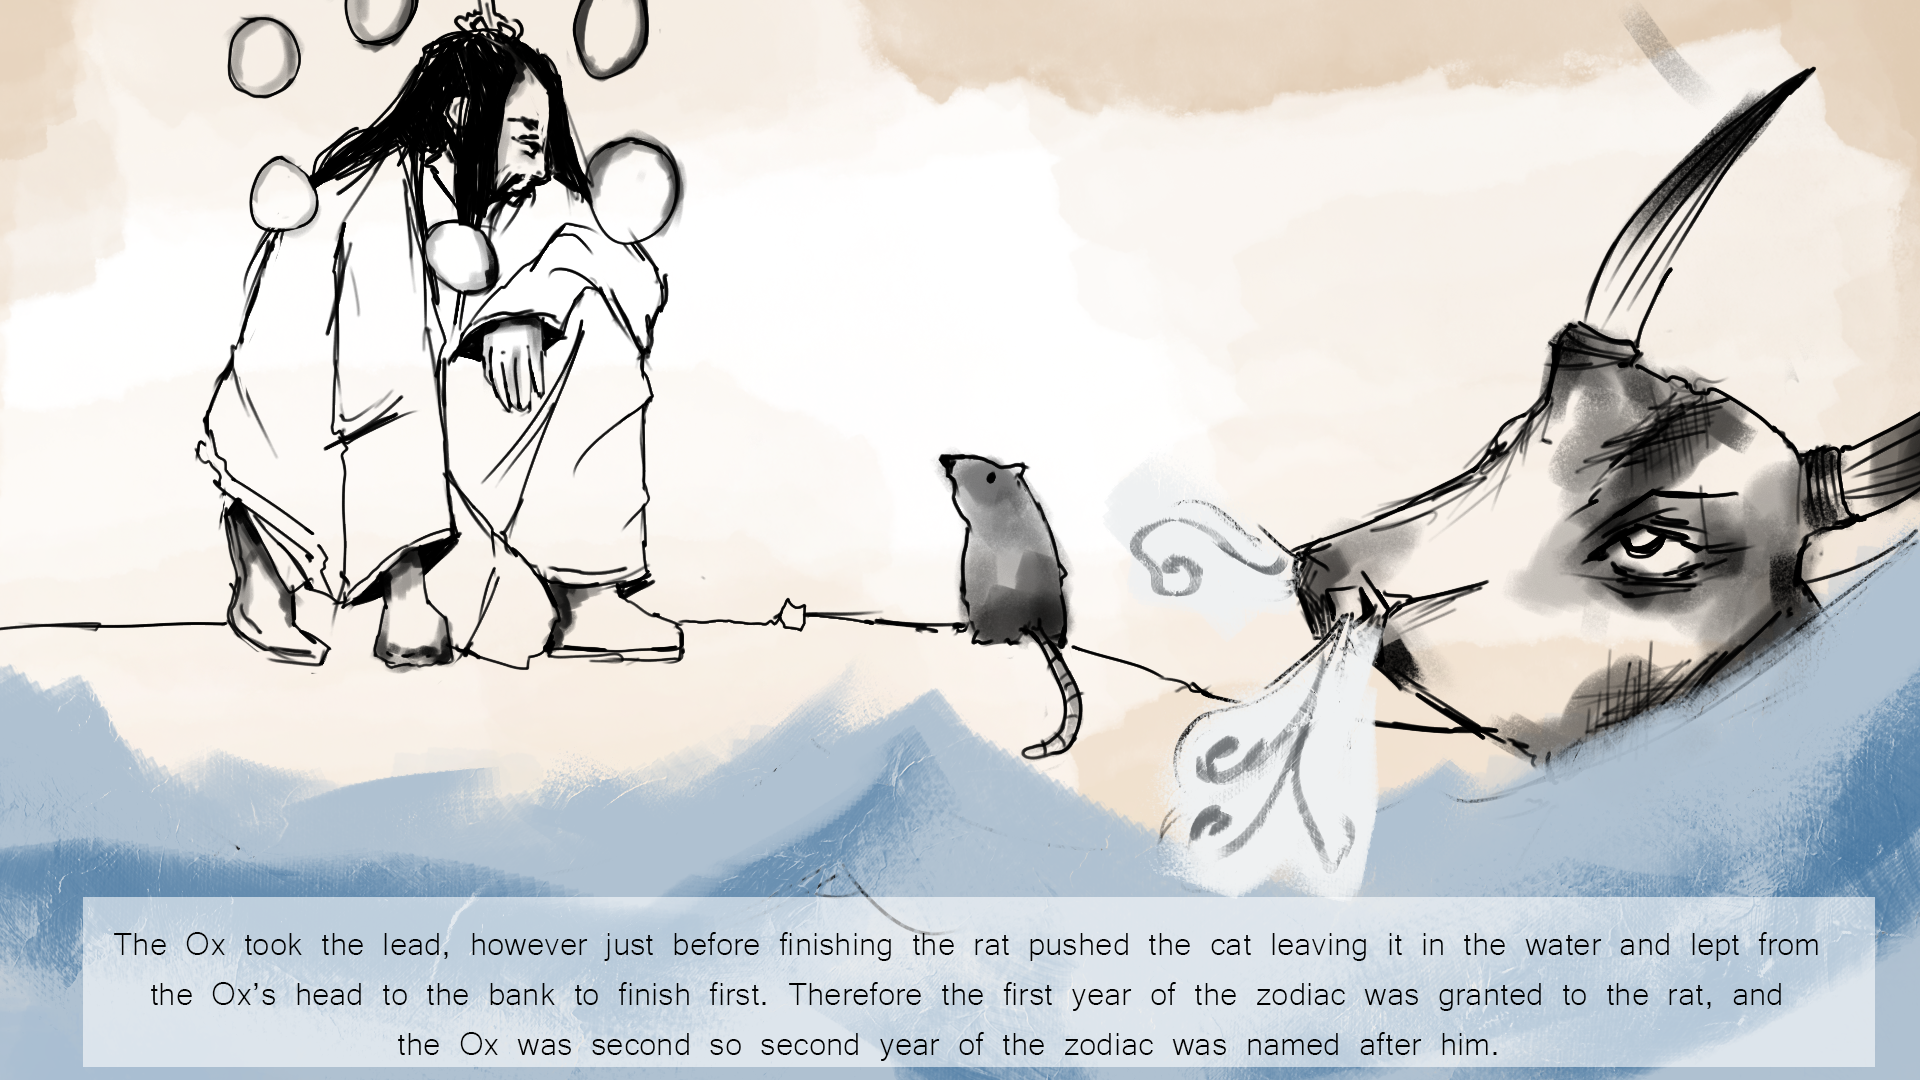 The Ox took the lead, however just before finishing the rat pushed the cat leaving it in the water and lept from
the Ox’s head to the bank to finish first. Therefore the first year of the zodiac was granted to the rat, and
the Ox was second so second year of the zodiac was named after him.